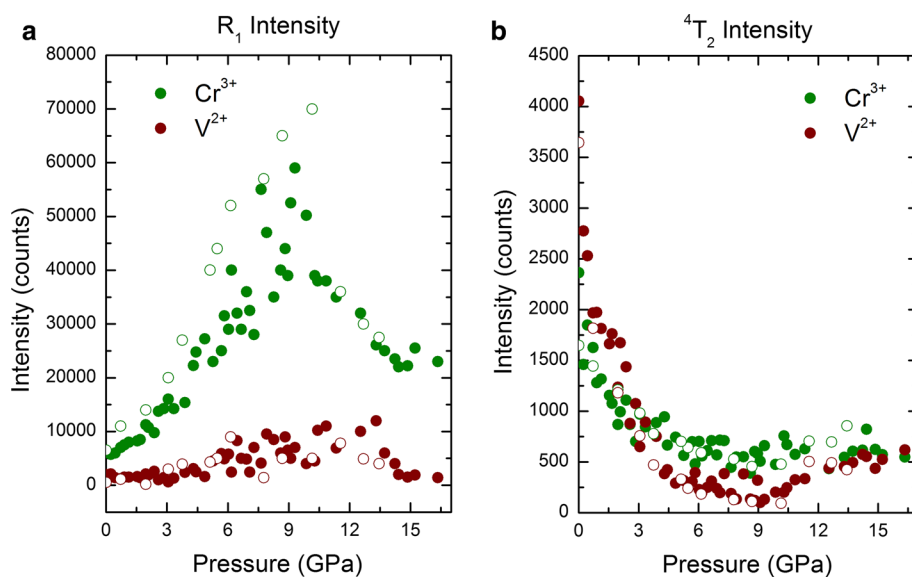 a R₁ Intensity
80000
70000
60000
50000
40000
30000
20000
10000
0
Intensity (counts)
Cr³⁺
V²⁺
0 3 6 9 12 15
Pressure (GPa)
b ⁴T₂ Intensity
4500
4000
3500
3000
2500
2000
1500
1000
500
0
Intensity (counts)
Cr³⁺
V²⁺
0 3 6 9 12 15
Pressure (GPa)